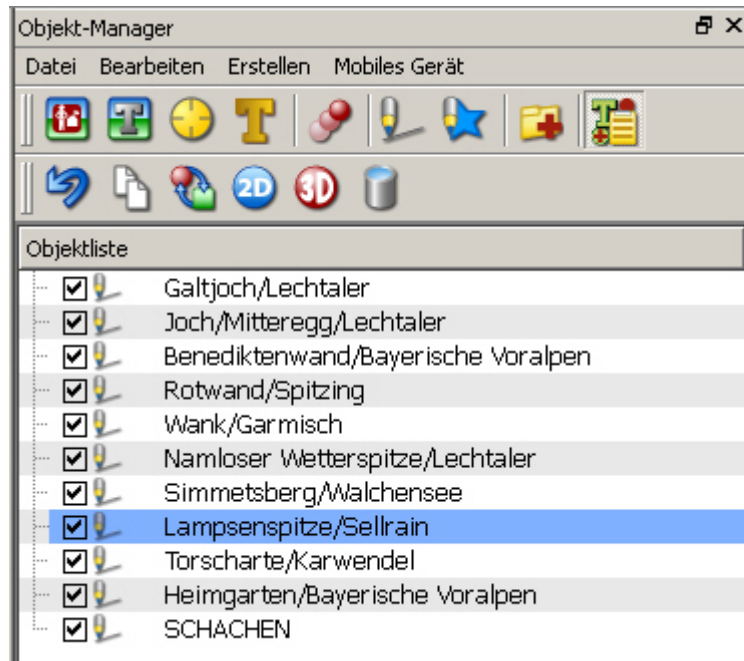 Objekt-Manager
Datei Bearbeiten Erstellen Mobiles Gerät
T T
2D 3D
Objektliste
Galtjoch/Lechtaler
Joch/Mitteregg/Lechtaler
Benediktenwand/Bayerische Voralpen
Rotwand/Spitzing
Wank/Garmisch
Namloser Wetterspitze/Lechtaler
Simmetsberg/Walchensee
Lampsenspitze/Sellrain
Torscharte/Karwendel
Heimgarten/Bayerische Voralpen
SCHACHEN